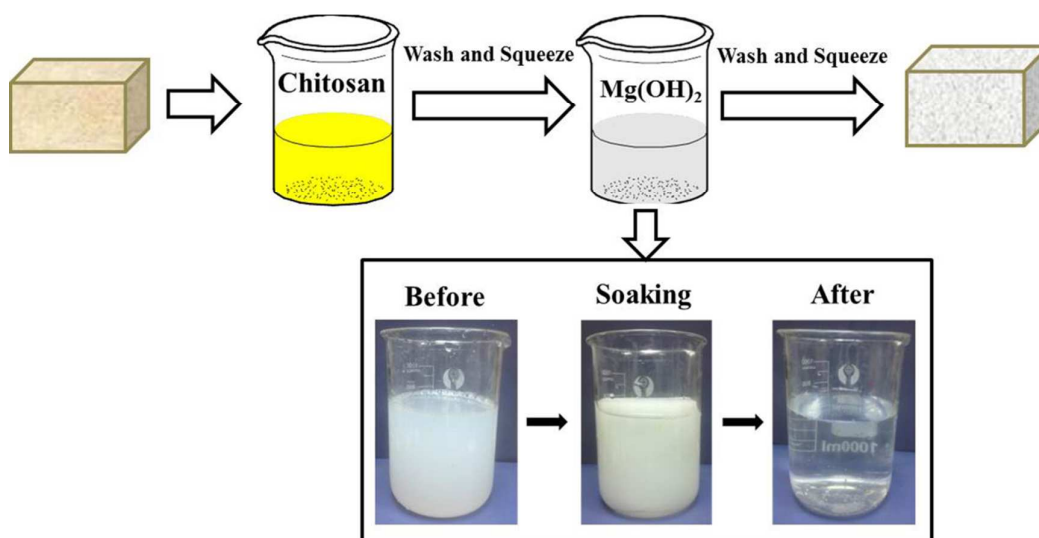 Chitosan
Wash and Squeeze
Mg(OH)₂
Wash and Squeeze
Before
Soaking
After
1000ml